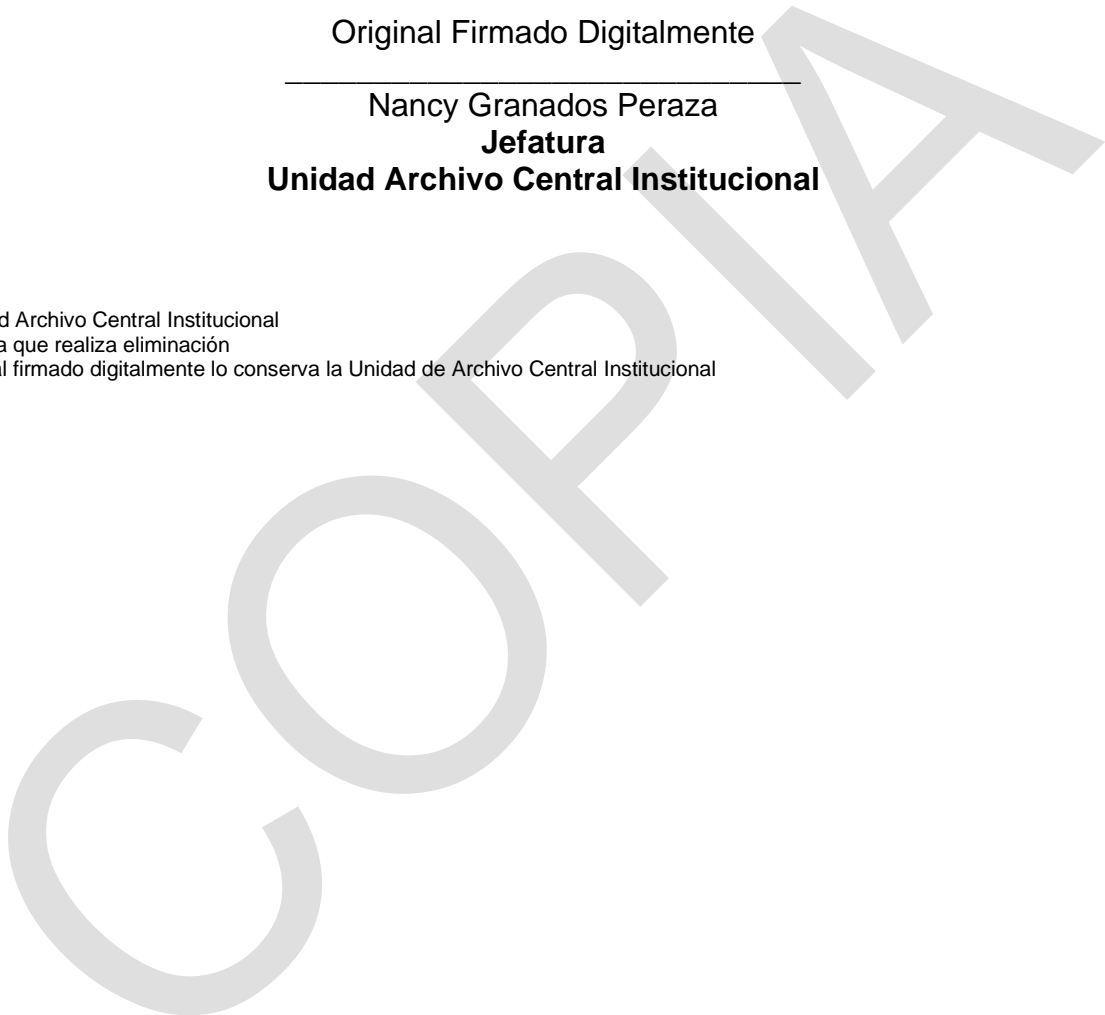 Original Firmado Digitalmente
______________________________
Nancy Granados Peraza
Jefatura
Unidad Archivo Central Institucional
Archivo Central Institucional
que realiza eliminación
firmado digitalmente lo conserva la Unidad de Archivo Central Institucional
COPIA